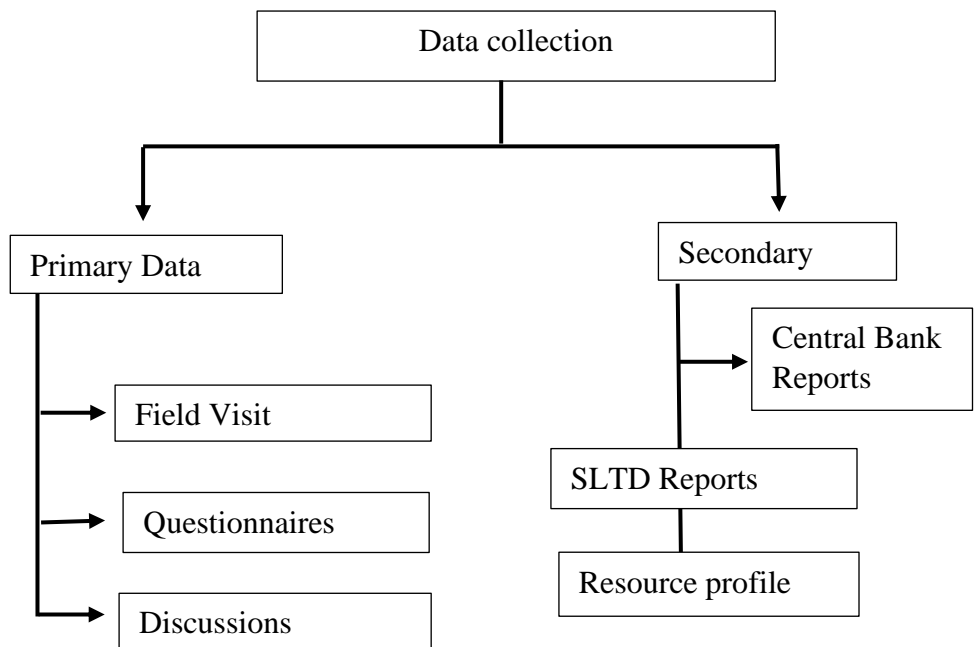 Data collection
Primary Data
Secondary
Central Bank
Reports
Field Visit
SLTD Reports
Questionnaires
Resource profile
Discussions